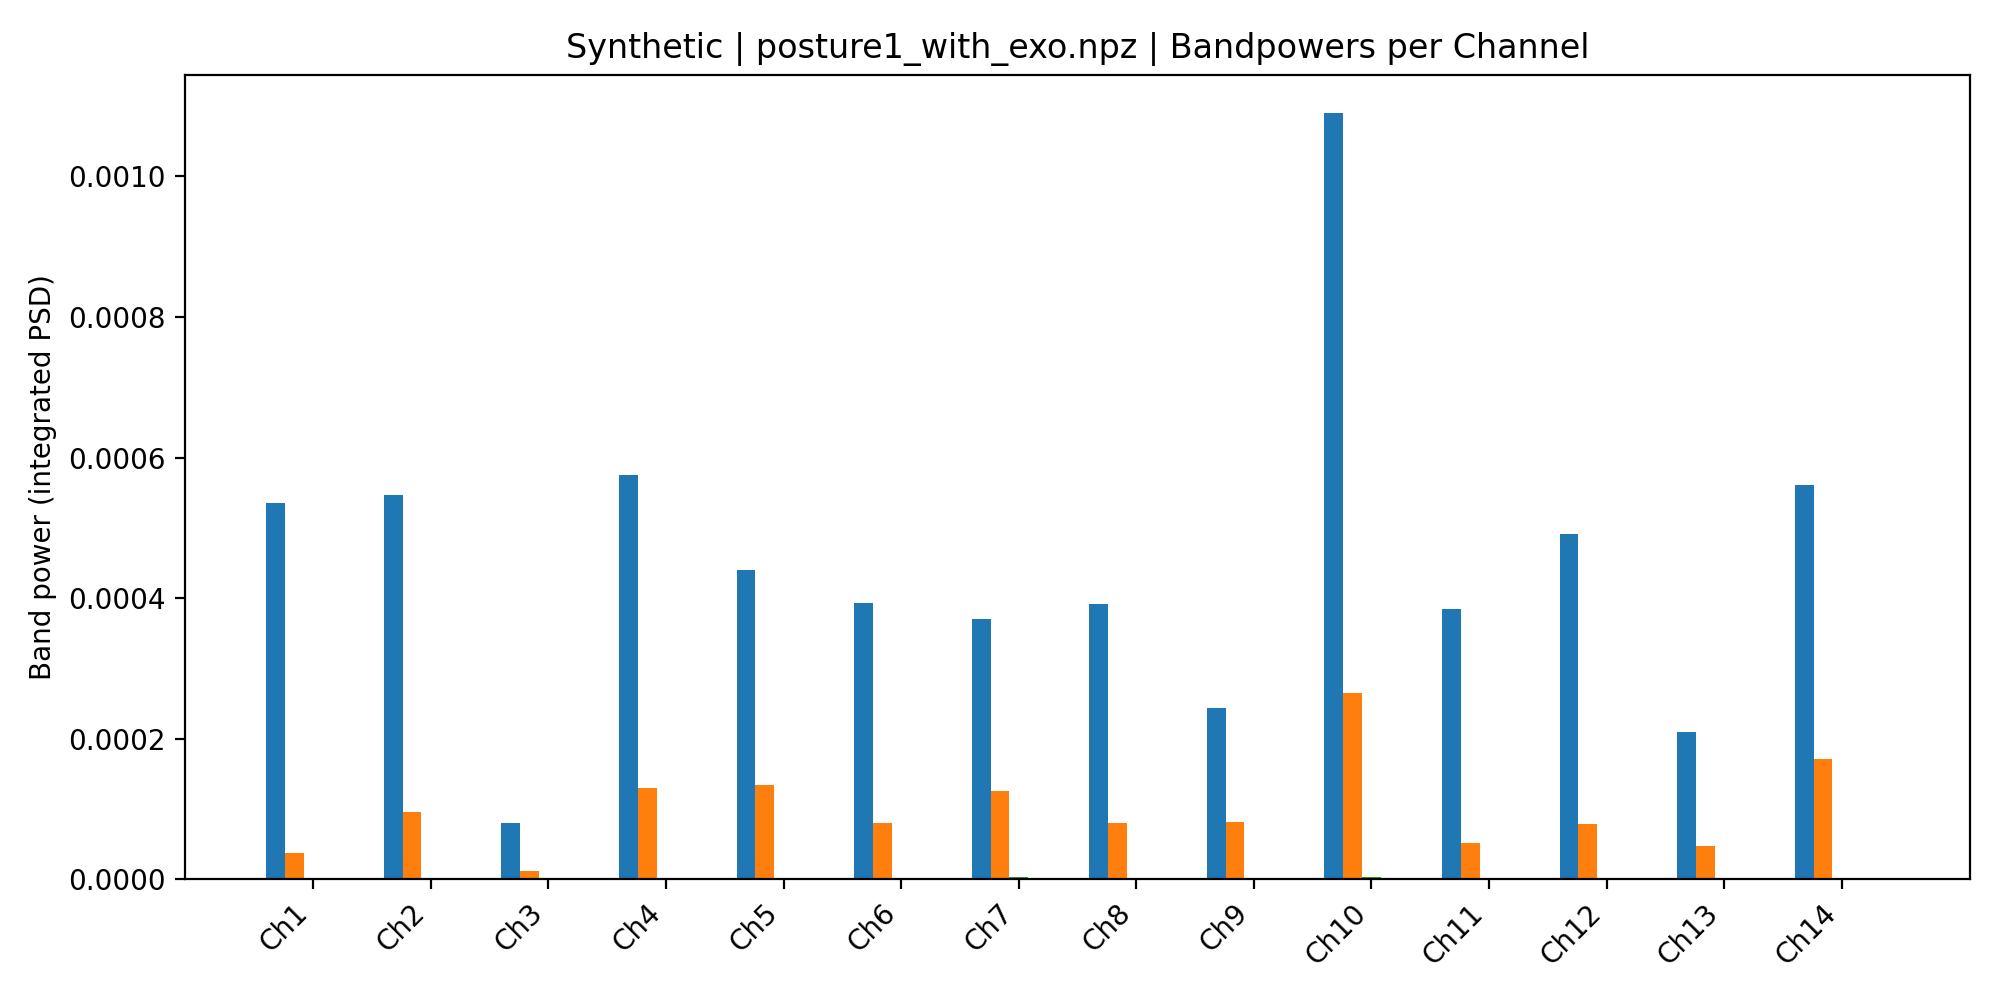 Synthetic | posture1_with_exo.npz | Bandpowers per Channel
Band power (integrated PSD)
0.0010
0.0008
0.0006
0.0004
0.0002
0.0000
Ch1
Ch2
Ch3
Ch4
Ch5
Ch6
Ch7
Ch8
Ch9
Ch10
Ch11
Ch12
Ch13
Ch14